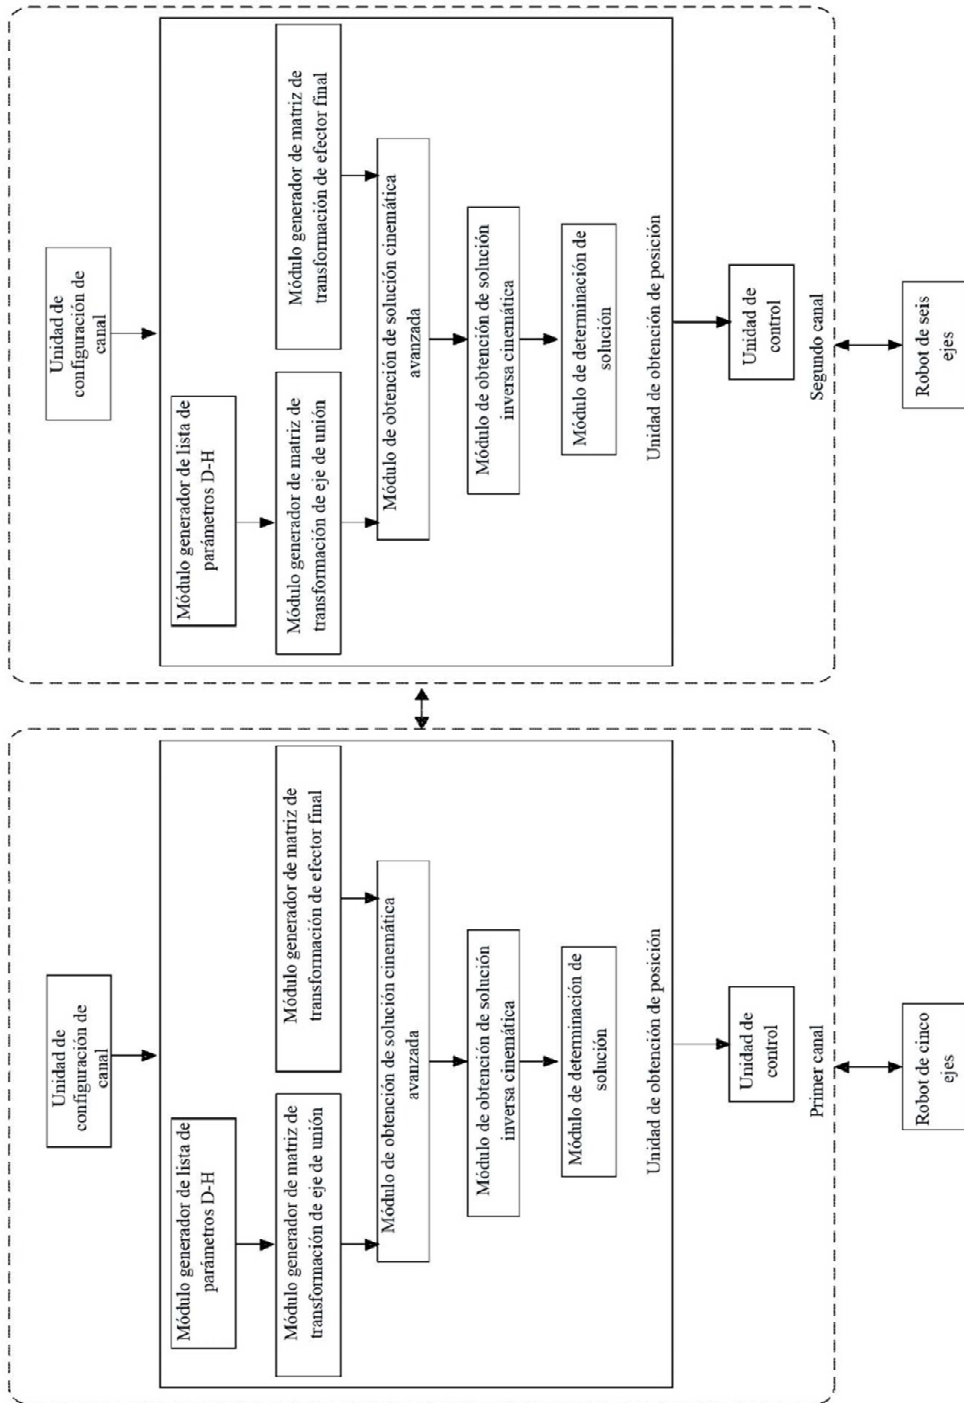 Unidad de
configuración de
canal
Módulo generador de lista de
parámetros D-H
Módulo generador de matriz de
transformación de eje de unión
Módulo generador de matriz de
transformación de efector final
Módulo de obtención de solución cinemática
avanzada
Módulo de obtención de solución
inversa cinemática
Módulo de determinación de
solución
Unidad de obtención de posición
Unidad de
control
Primer canal
Robot de cinco
ejes
Unidad de
configuración de
canal
Módulo generador de lista de
parámetros D-H
Módulo generador de matriz de
transformación de eje de unión
Módulo generador de matriz de
transformación de efector final
Módulo de obtención de solución cinemática
avanzada
Módulo de obtención de solución
inversa cinemática
Módulo de determinación de
solución
Unidad de obtención de posición
Unidad de
control
Segundo canal
Robot de seis
ejes